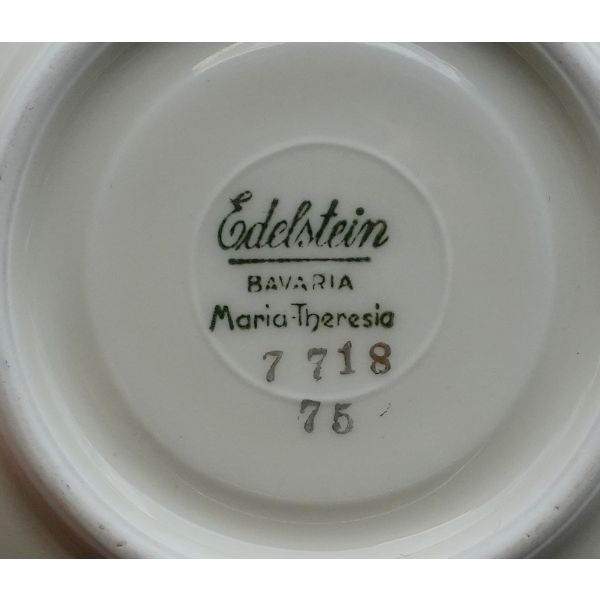 Edelstein
BAVARIA
Maria-Theresia
7 718
75